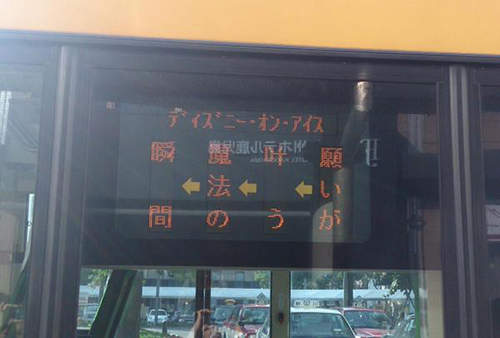 ディズニー・オン・アイス
願いが
←
叶う
←
魔法の
←
瞬間